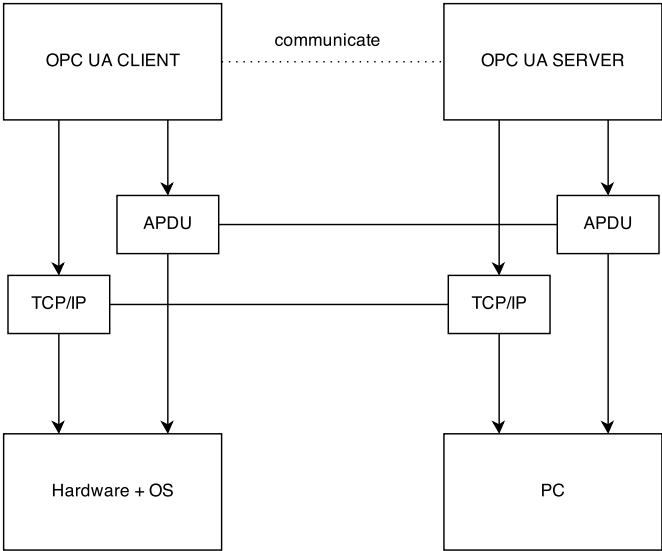 communicate
OPC UA CLIENT
OPC UA SERVER
APDU
APDU
TCP/IP
TCP/IP
Hardware + OS
PC